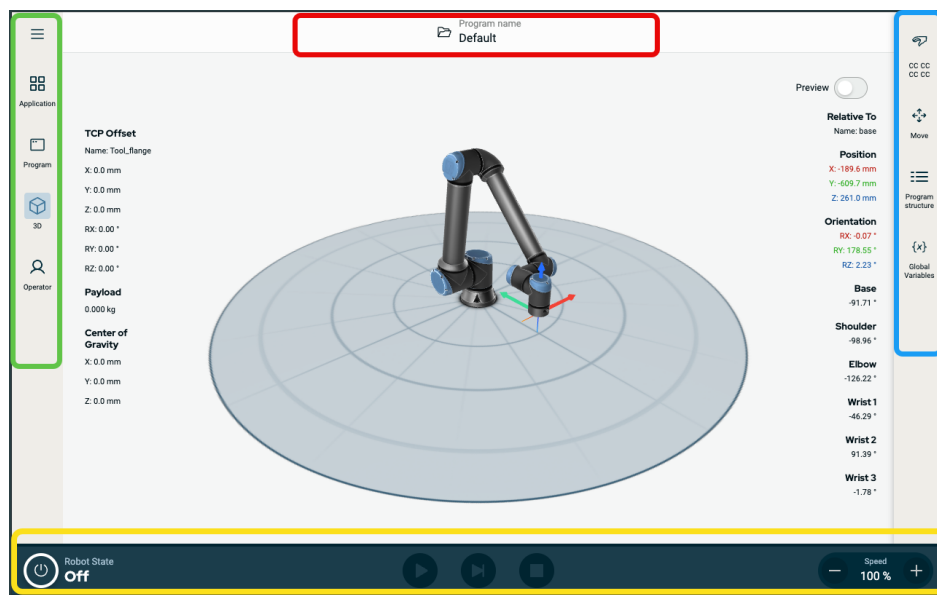 Program name
Default
Application
Program
3D
Operator
TCP Offset
Name: Tool_flange
X: 0.0 mm
Y: 0.0 mm
Z: 0.0 mm
RX: 0.00 °
RY: 0.00 °
RZ: 0.00 °
Payload
0.000 kg
Center of
Gravity
X: 0.0 mm
Y: 0.0 mm
Z: 0.0 mm
Preview
Relative To
Name: base
Position
X: -189.6 mm
Y: -609.7 mm
Z: 261.0 mm
Orientation
RX: -0.07 °
RY: 178.55 °
RZ: 2.23 °
Base
-91.71 °
Shoulder
-98.96 °
Elbow
-126.22 °
Wrist 1
-46.29 °
Wrist 2
91.39 °
Wrist 3
-1.78 °
CC CC
CC CC
Move
Program
structure
{x}
Global
Variables
Robot State
Off
Speed
100 %